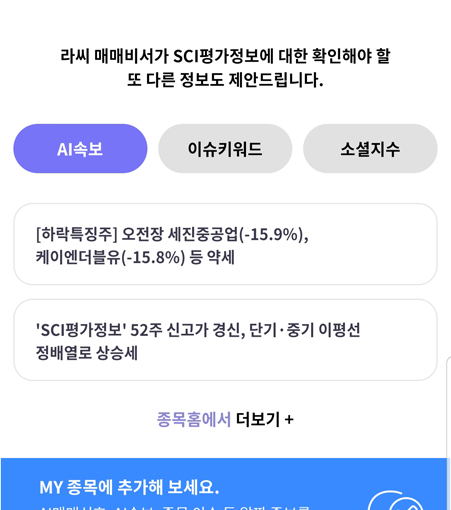 라씨 매매비서가 SCI평가정보에 대한 확인해야 할
또 다른 정보도 제안드립니다.
AI속보
이슈키워드
소셜지수
[하락특징주] 오전장 세진중공업(-15.9%),
케이엔더블유(-15.8%) 등 약세
'SCI평가정보' 52주 신고가 경신, 단기·중기 이평선
정배열로 상승세
종목홈에서 더보기 +
MY 종목에 추가해 보세요.